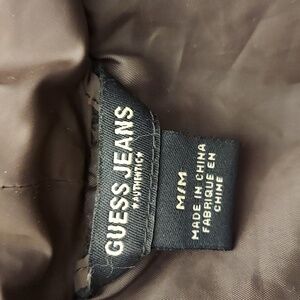 GUESS JEANS
★AUTHENTIC★
M/M
MADE IN CHINA
FABRIQUE EN
CHINE